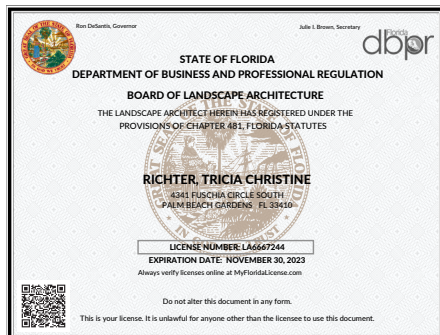 Ron DeSantis, Governor
Julie I. Brown, Secretary
Florida
dbpr
STATE OF FLORIDA
DEPARTMENT OF BUSINESS AND PROFESSIONAL REGULATION
BOARD OF LANDSCAPE ARCHITECTURE
THE LANDSCAPE ARCHITECT HEREIN HAS REGISTERED UNDER THE
PROVISIONS OF CHAPTER 481, FLORIDA STATUTES
RICHTER, TRICIA CHRISTINE
4341 FUSCHIA CIRCLE SOUTH
PALM BEACH GARDENS FL 33410
LICENSE NUMBER: LA6667244
EXPIRATION DATE: NOVEMBER 30, 2023
Always verify licenses online at MyFloridaLicense.com
Do not alter this document in any form.
This is your license. It is unlawful for anyone other than the licensee to use this document.